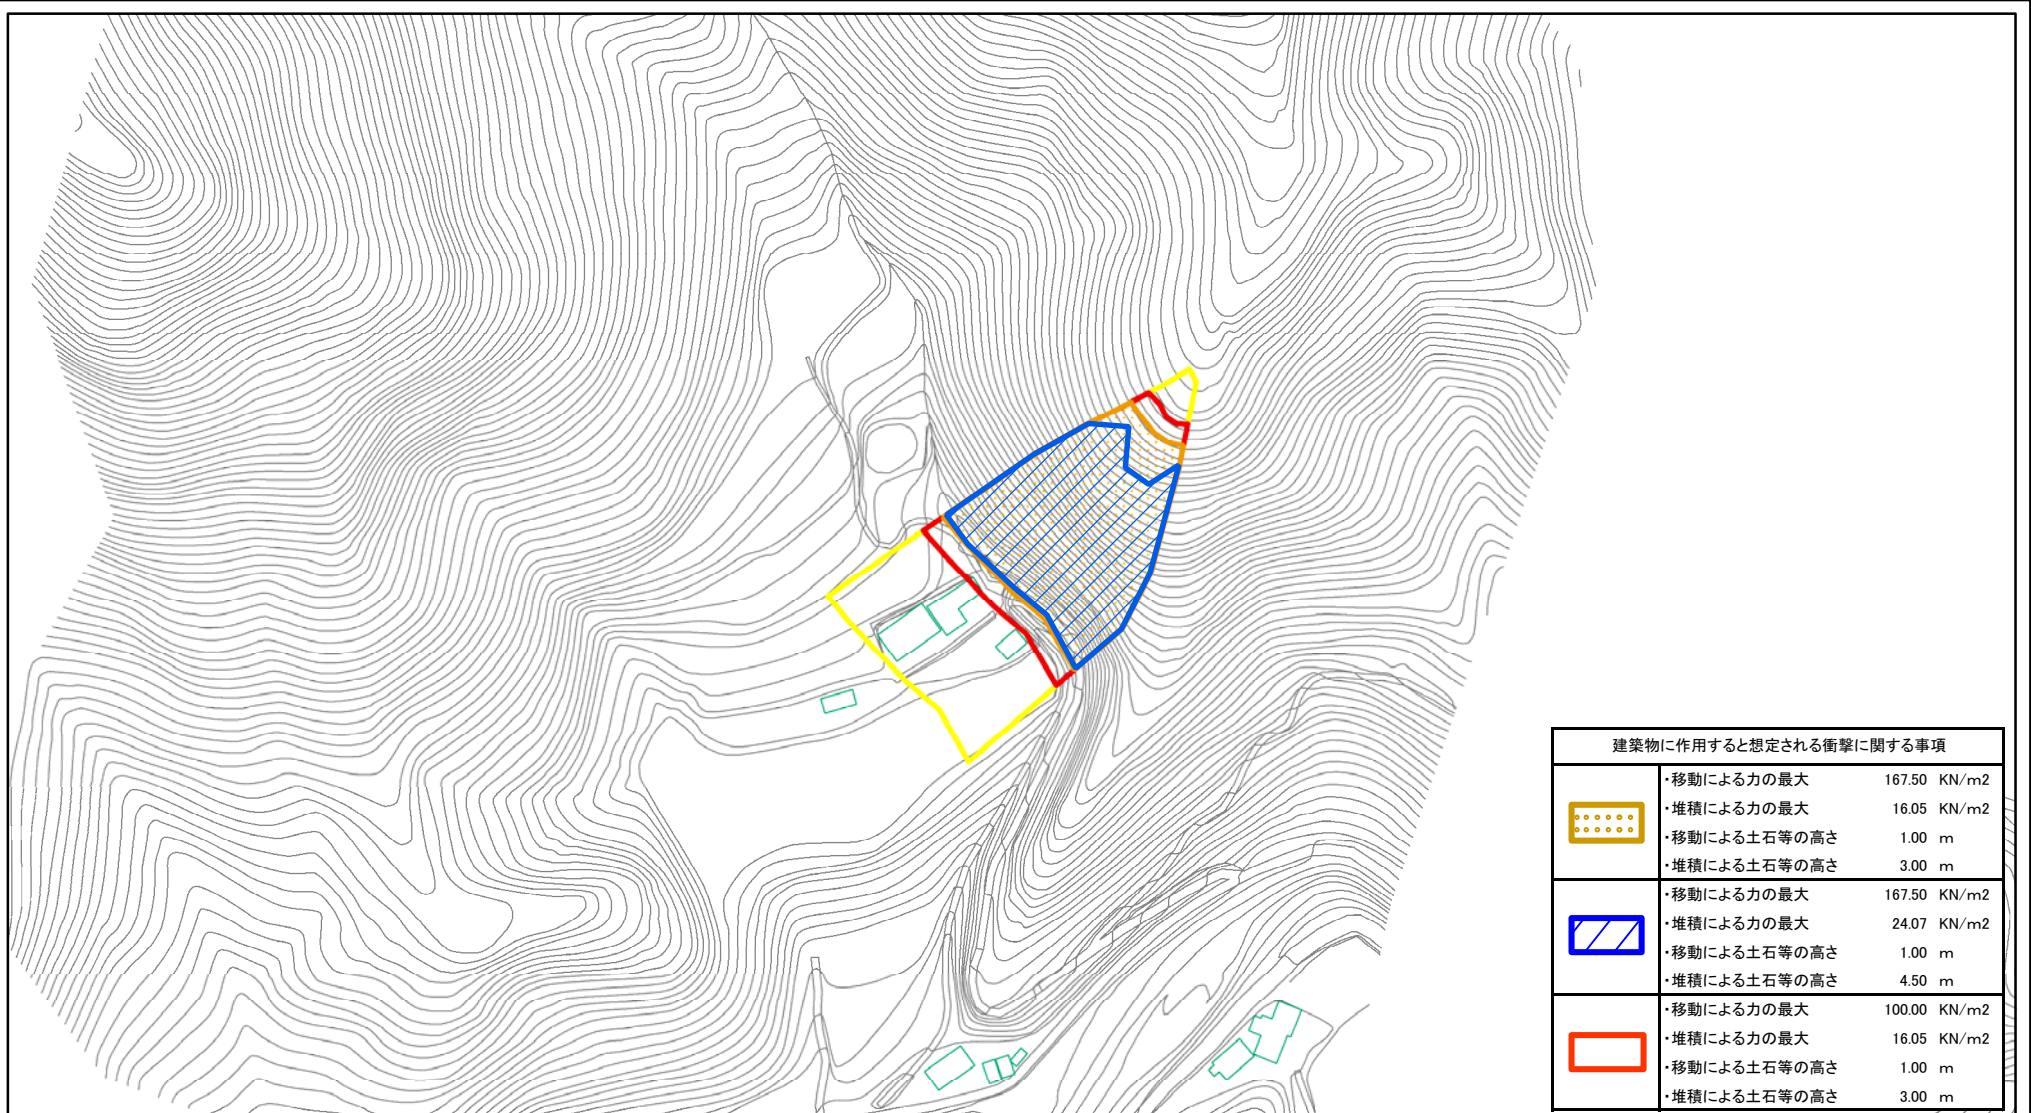 建築物に作用すると想定される衝撃に関する事項
・移動による力の最大 167.50 KN/m2
・堆積による力の最大 16.05 KN/m2
・移動による土石等の高さ 1.00 m
・堆積による土石等の高さ 3.00 m
・移動による力の最大 167.50 KN/m2
・堆積による力の最大 24.07 KN/m2
・移動による土石等の高さ 1.00 m
・堆積による土石等の高さ 4.50 m
・移動による力の最大 100.00 KN/m2
・堆積による力の最大 16.05 KN/m2
・移動による土石等の高さ 1.00 m
・堆積による土石等の高さ 3.00 m